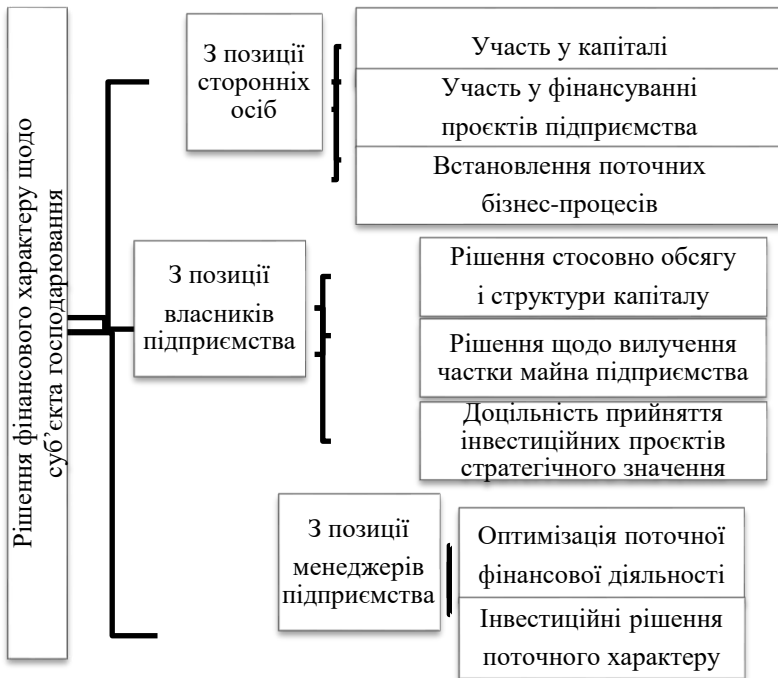 Рішення фінансового характеру щодо
суб’єкта господарювання
З позиції
сторонніх
осіб
Участь у капіталі
Участь у фінансуванні
проєктів підприємства
Встановлення поточних
бізнес-процесів
З позиції
власників
підприємства
Рішення стосовно обсягу
і структури капіталу
Рішення щодо вилучення
частки майна підприємства
Доцільність прийняття
інвестиційних проєктів
стратегічного значення
З позиції
менеджерів
підприємства
Оптимізація поточної
фінансової діяльності
Інвестиційні рішення
поточного характеру